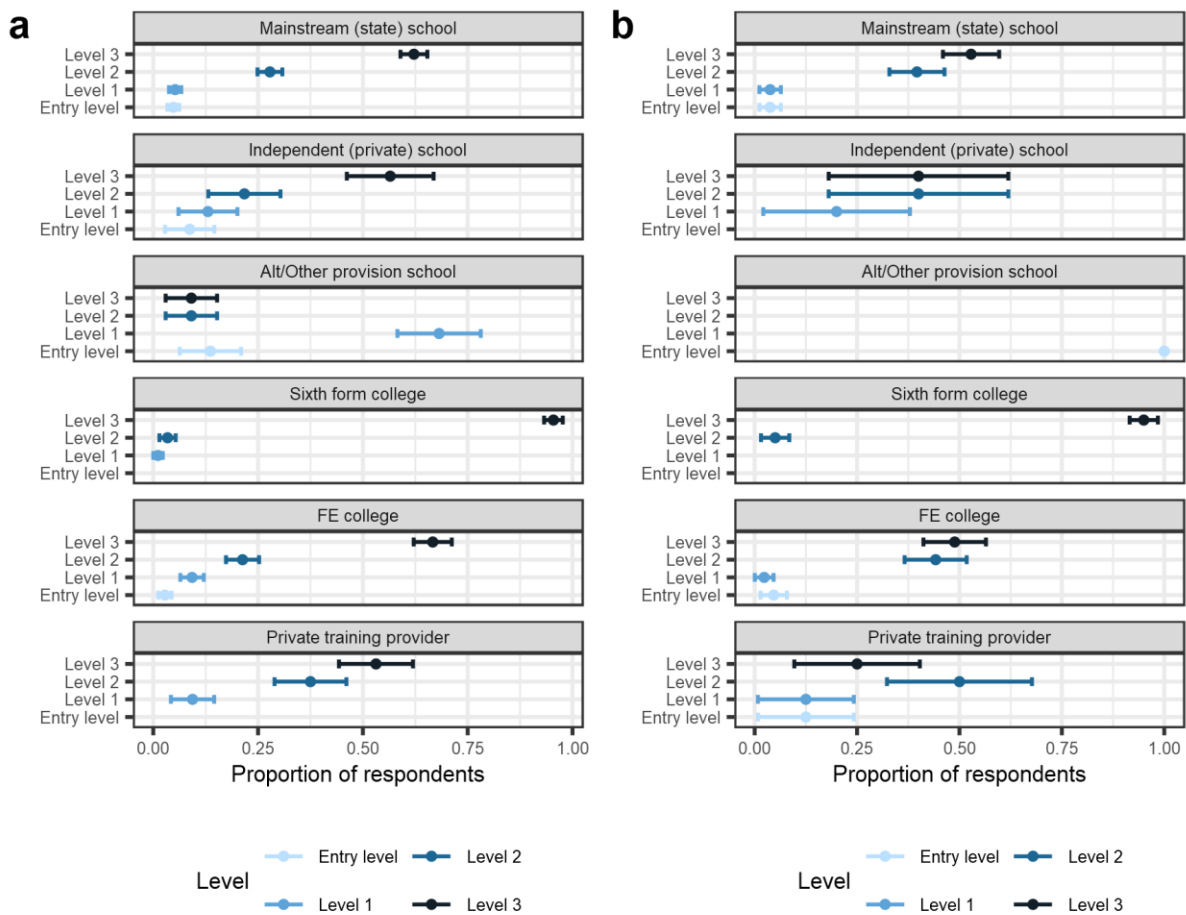 a
Mainstream (state) school
Level 3
Level 2
Level 1
Entry level
Independent (private) school
Level 3
Level 2
Level 1
Entry level
Alt/Other provision school
Level 3
Level 2
Level 1
Entry level
Sixth form college
Level 3
Level 2
Level 1
Entry level
FE college
Level 3
Level 2
Level 1
Entry level
Private training provider
Level 3
Level 2
Level 1
Entry level
0.00 0.25 0.50 0.75 1.00
Proportion of respondents
Level
Entry level Level 2
Level 1 Level 3
b
Mainstream (state) school
Level 3
Level 2
Level 1
Entry level
Independent (private) school
Level 3
Level 2
Level 1
Entry level
Alt/Other provision school
Level 3
Level 2
Level 1
Entry level
Sixth form college
Level 3
Level 2
Level 1
Entry level
FE college
Level 3
Level 2
Level 1
Entry level
Private training provider
Level 3
Level 2
Level 1
Entry level
0.00 0.25 0.50 0.75 1.00
Proportion of respondents
Level
Entry level Level 2
Level 1 Level 3